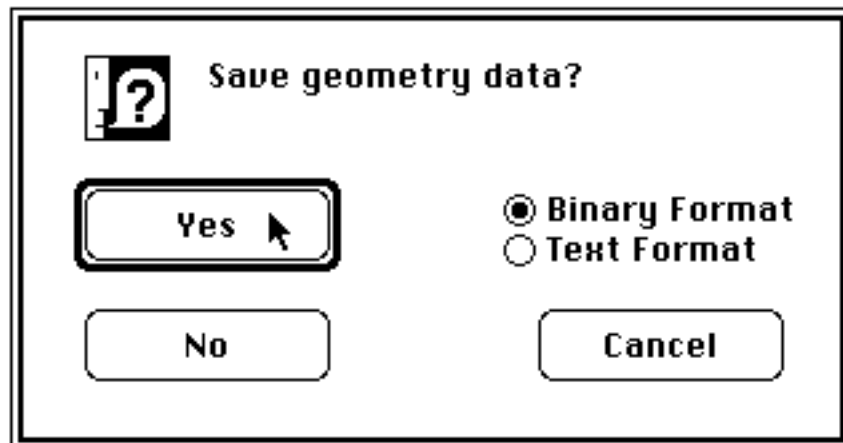 Save geometry data?
Yes
Binary Format
Text Format
No
Cancel